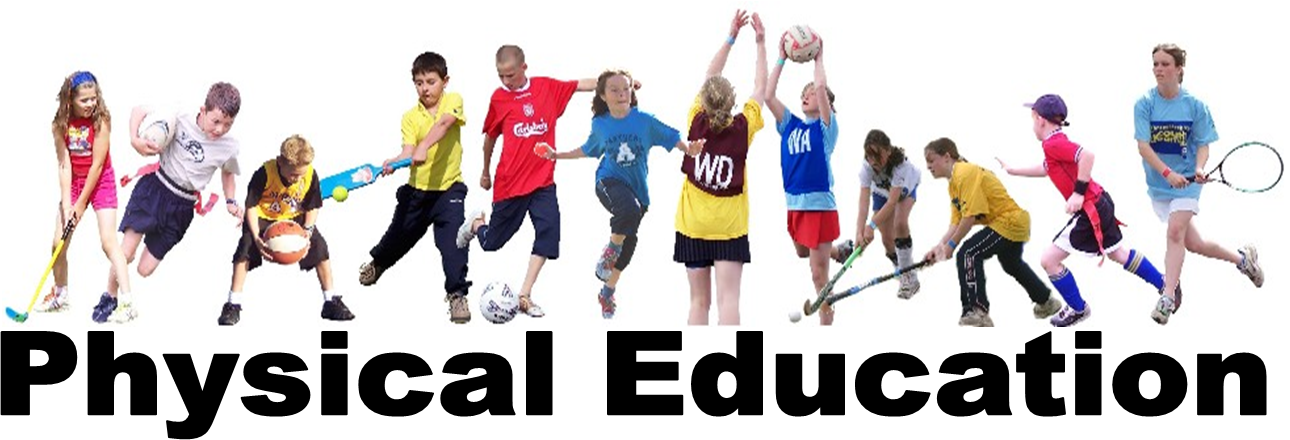 Carlsberg
WD
WA
Physical Education